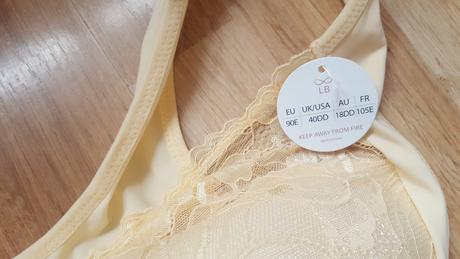 LB
EU UK/USA AU FR
90E 40DD 18DD 105E
KEEP AWAY FROM FIRE